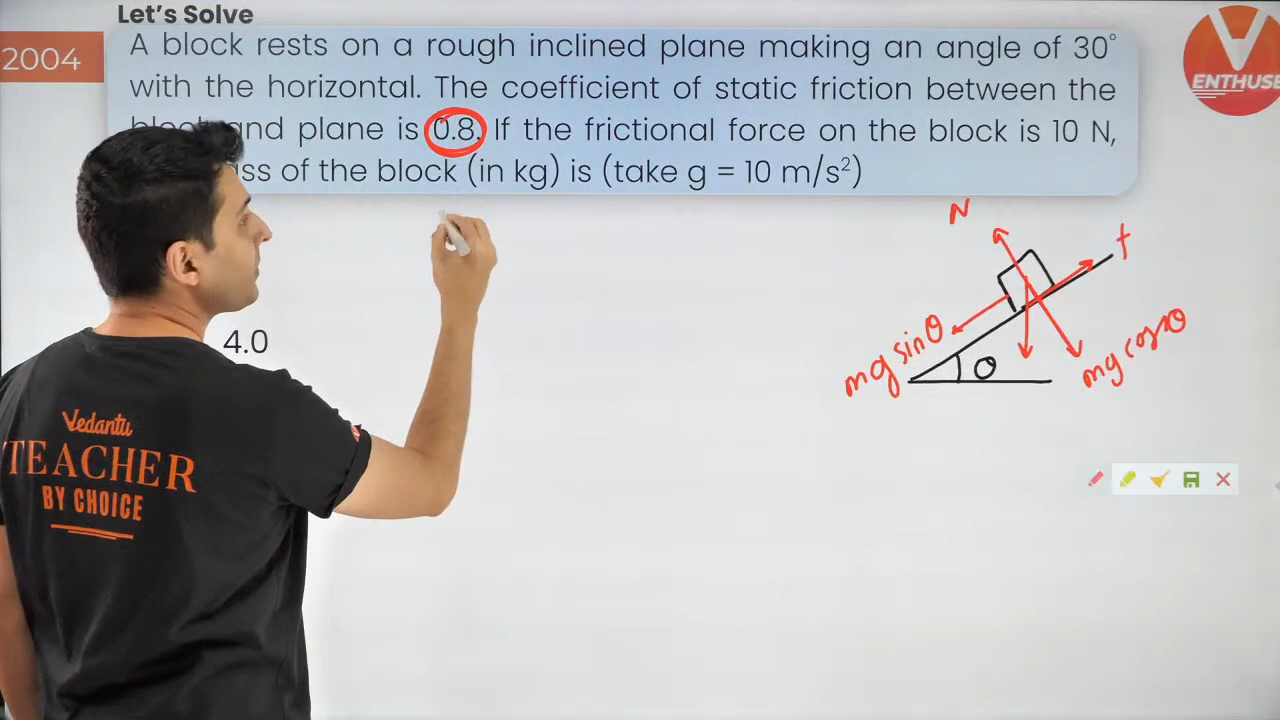 Let's Solve
2004
A block rests on a rough inclined plane making an angle of 30°
with the horizontal. The coefficient of static friction between the
and plane is 0.8. If the frictional force on the block is 10 N,
of the block (in kg) is (take g = 10 m/s²)
ENTHUSE
N
f
4.0
mg sinθ
θ
mg cosθ
Vedantu
TEACHER
BY CHOICE